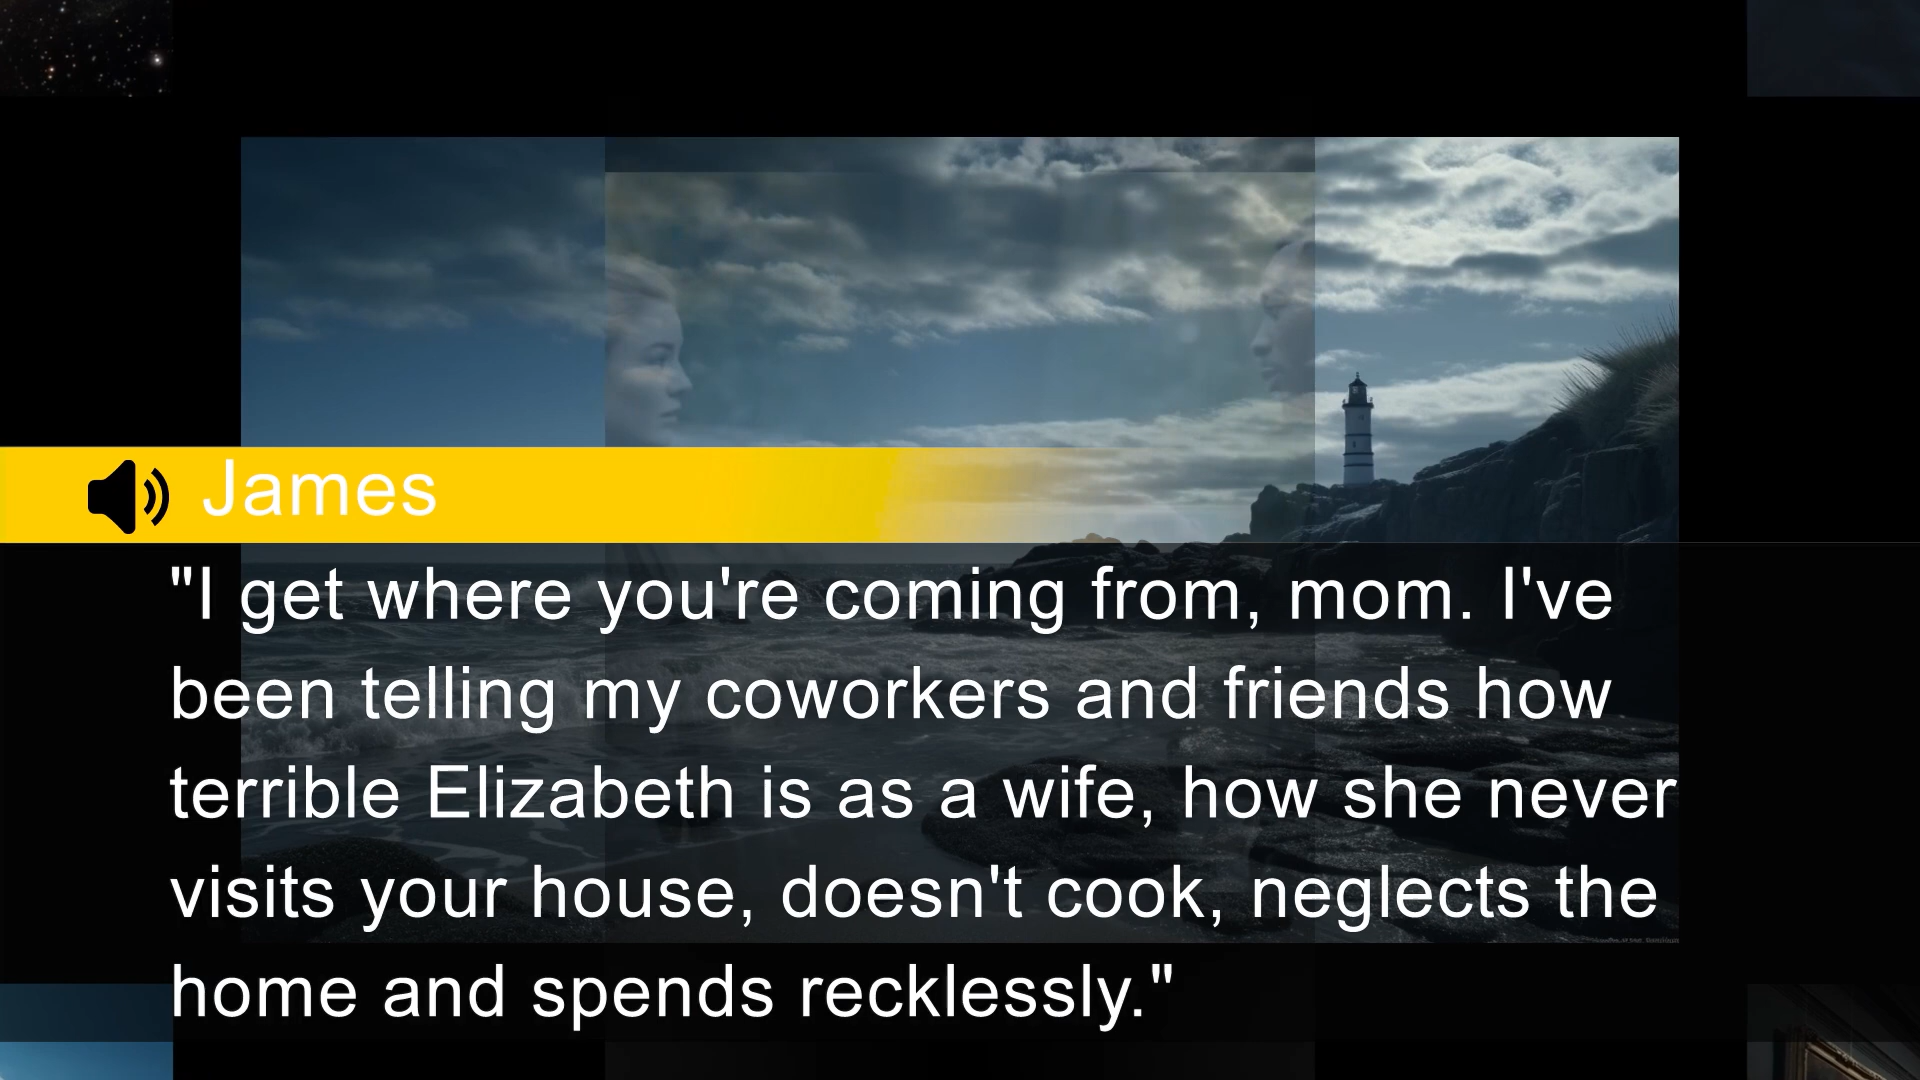 James
"I get where you're coming from, mom. I've
been telling my coworkers and friends how
terrible Elizabeth is as a wife, how she never
visits your house, doesn't cook, neglects the
home and spends recklessly."